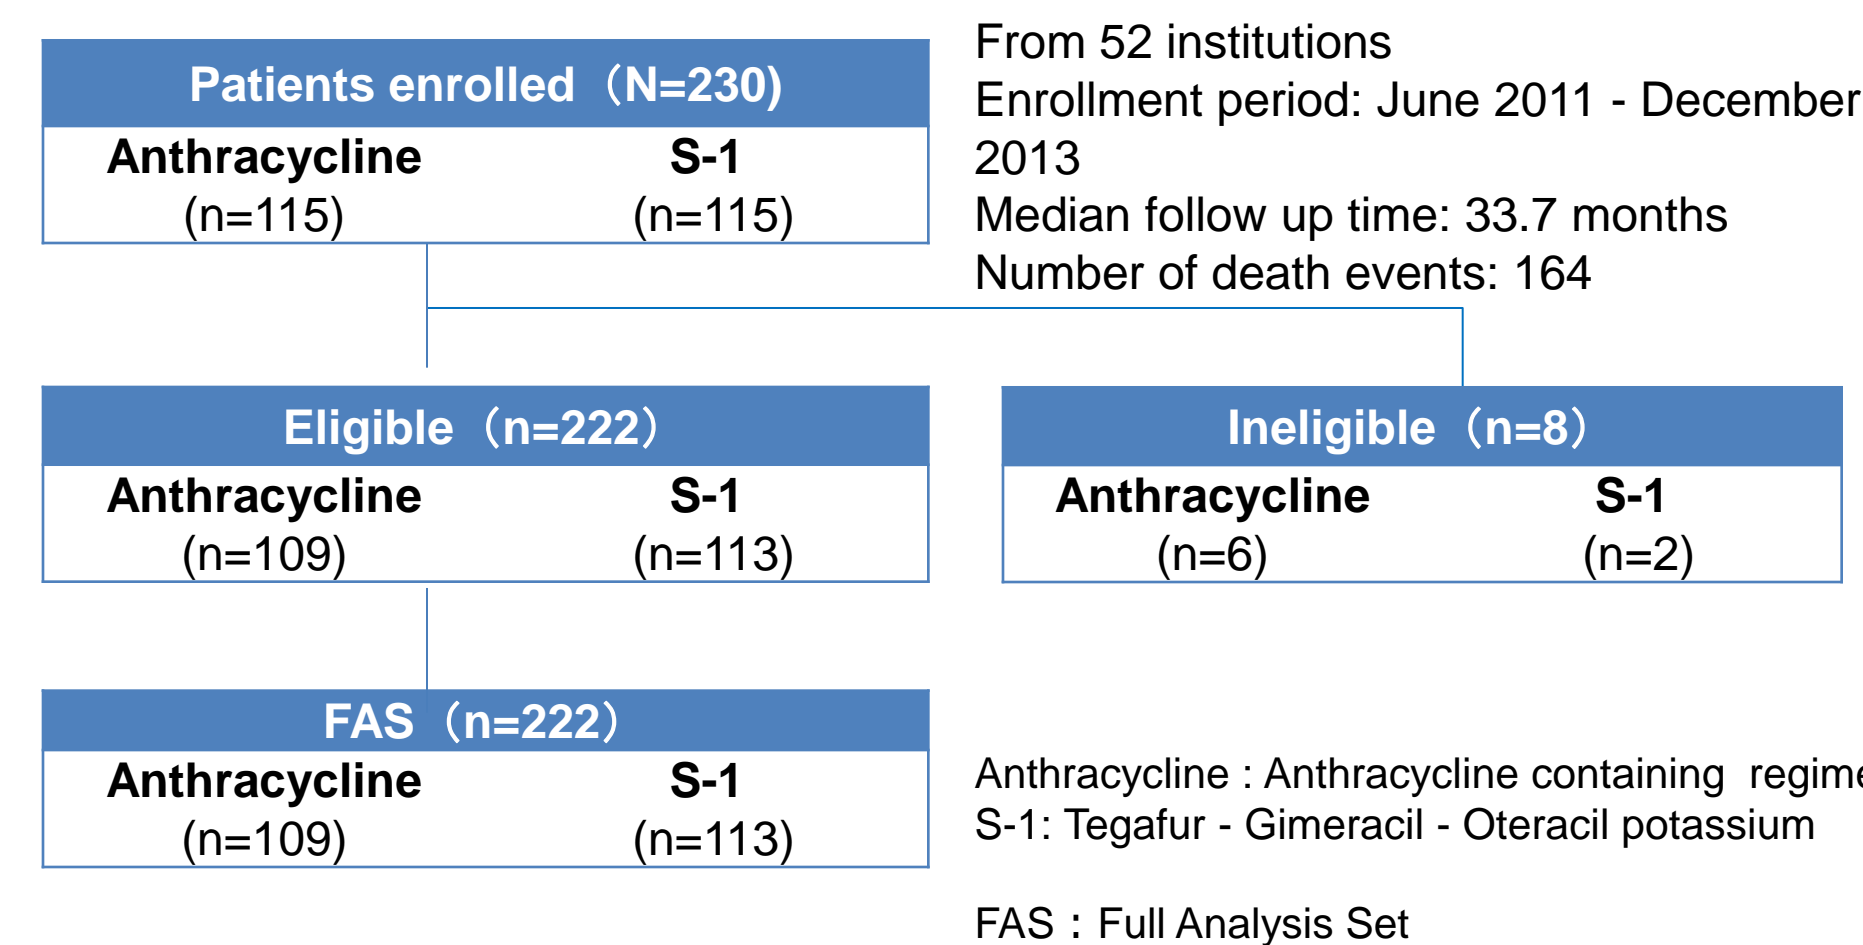 Patients enrolled（N=230)
Anthracycline S-1
(n=115) (n=115)
From 52 institutions
Enrollment period: June 2011 - December
2013
Median follow up time: 33.7 months
Number of death events: 164
Eligible（n=222）
Anthracycline S-1
(n=109) (n=113)
Ineligible（n=8）
Anthracycline S-1
(n=6) (n=2)
FAS（n=222）
Anthracycline S-1
(n=109) (n=113)
Anthracycline : Anthracycline containing
S-1: Tegafur - Gimeracil - Oteracil potassium
FAS：Full Analysis Set